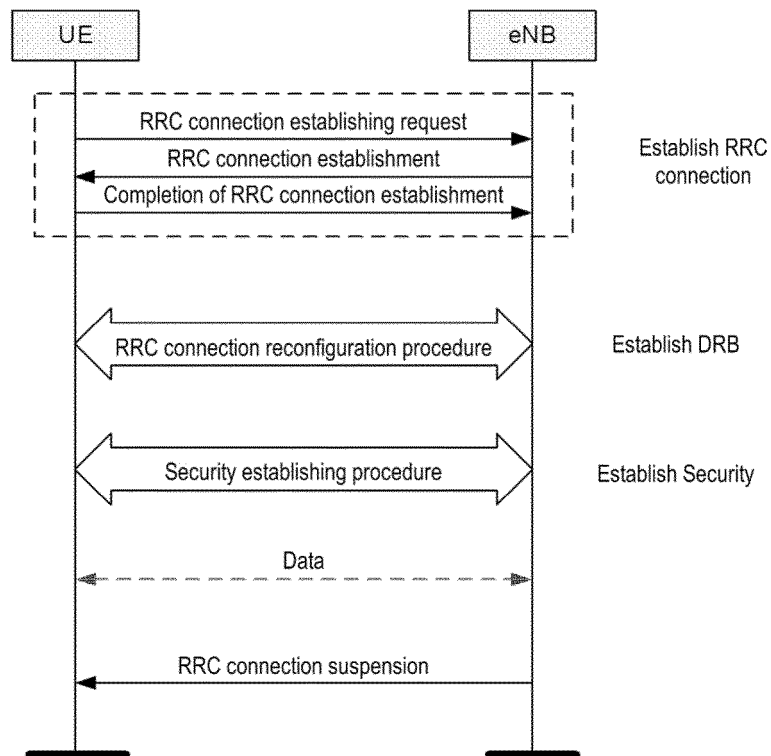 UE
eNB
RRC connection establishing request
RRC connection establishment
Completion of RRC connection establishment
Establish RRC
connection
RRC connection reconfiguration procedure
Establish DRB
Security establishing procedure
Establish Security
Data
RRC connection suspension